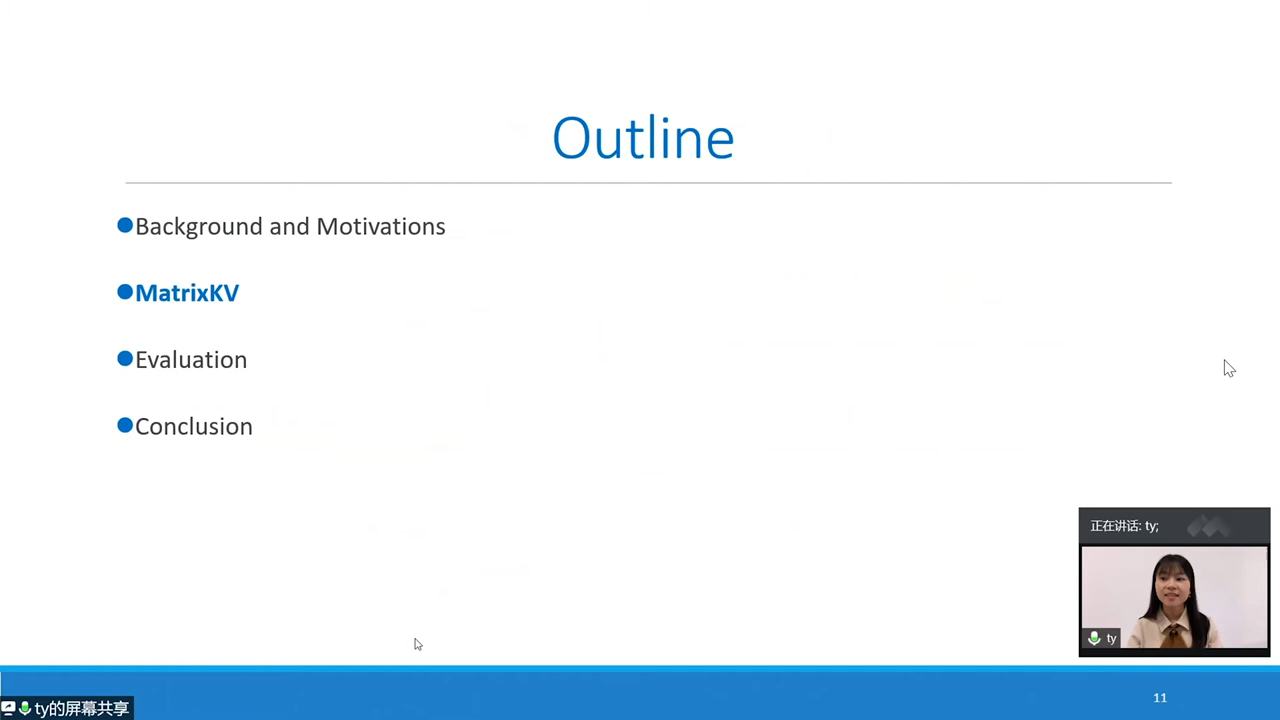 Outline
Background and Motivations
MatrixKV
Evaluation
Conclusion
正在讲话: ty;
ty
11
ty的屏幕共享